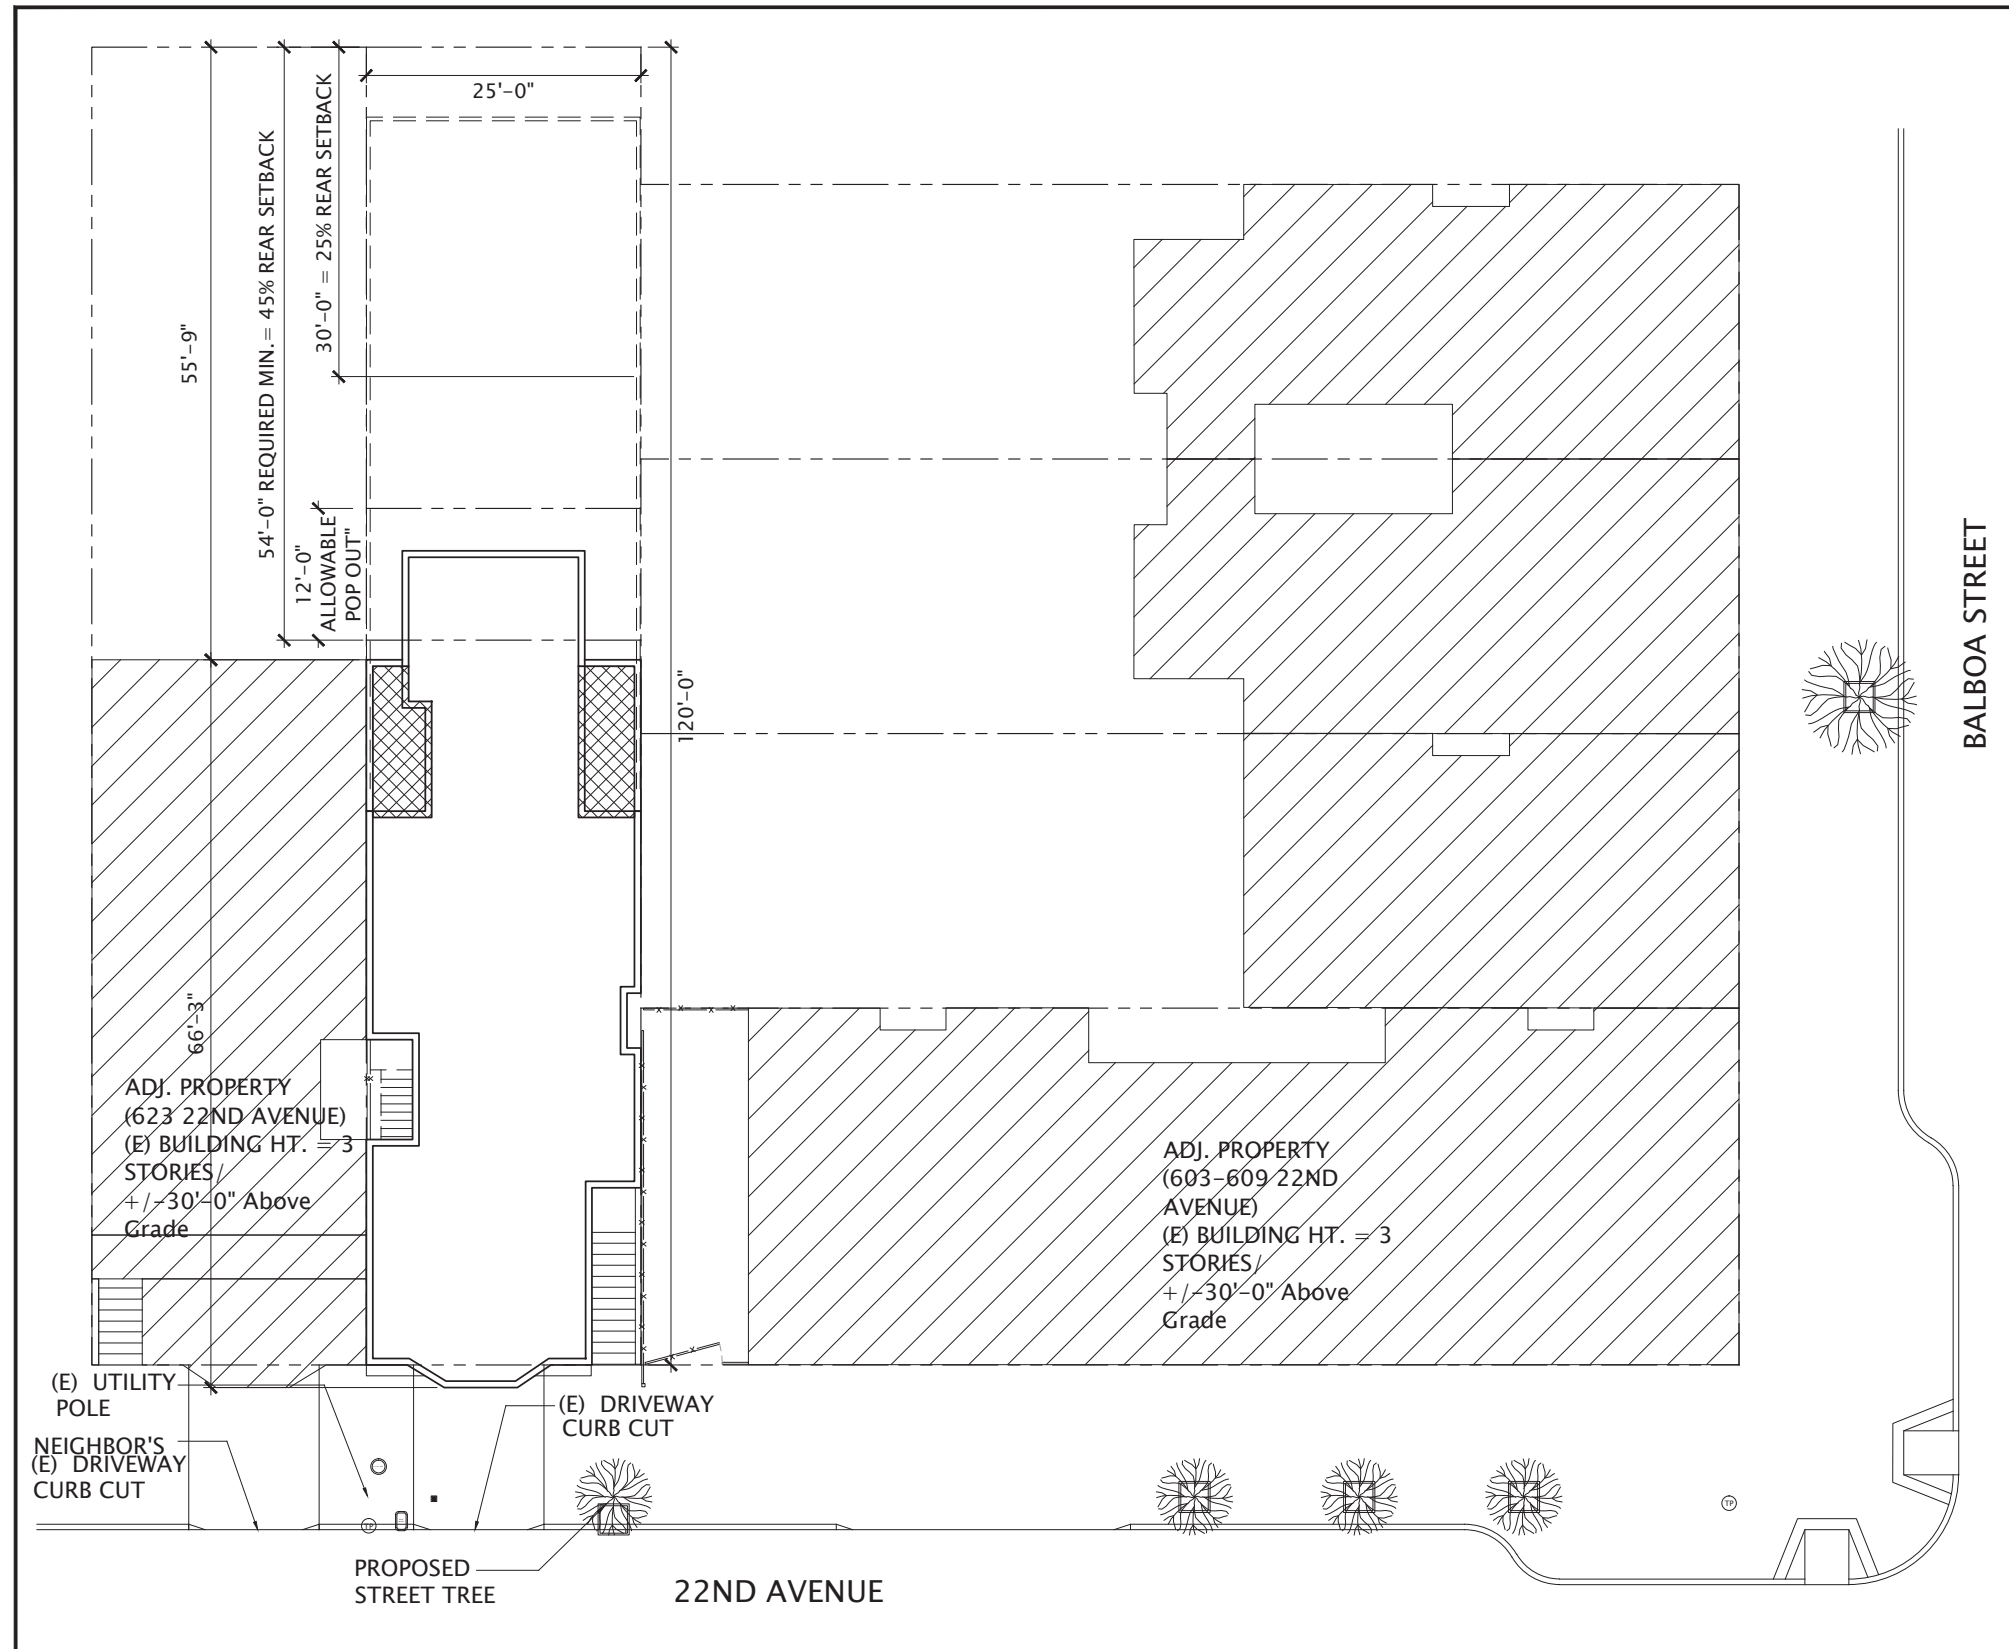 25'-0"
30'-0" = 25% REAR SETBACK
54'-0" REQUIRED MIN.= 45% REAR SETBACK
55'-9"
12'-0"
ALLOWABLE
POP OUT"
120'-0"
66'-3"
BALBOA STREET
ADJ. PROPERTY
(623 22ND AVENUE)
(E) BUILDING HT. = 3
STORIES/
+/-30'-0" Above
Grade
ADJ. PROPERTY
(603-609 22ND
AVENUE)
(E) BUILDING HT. = 3
STORIES/
+/-30'-0" Above
Grade
(E) UTILITY
POLE
(E) DRIVEWAY
CURB CUT
NEIGHBOR'S
(E) DRIVEWAY
CURB CUT
TP
TP
PROPOSED
STREET TREE
22ND AVENUE